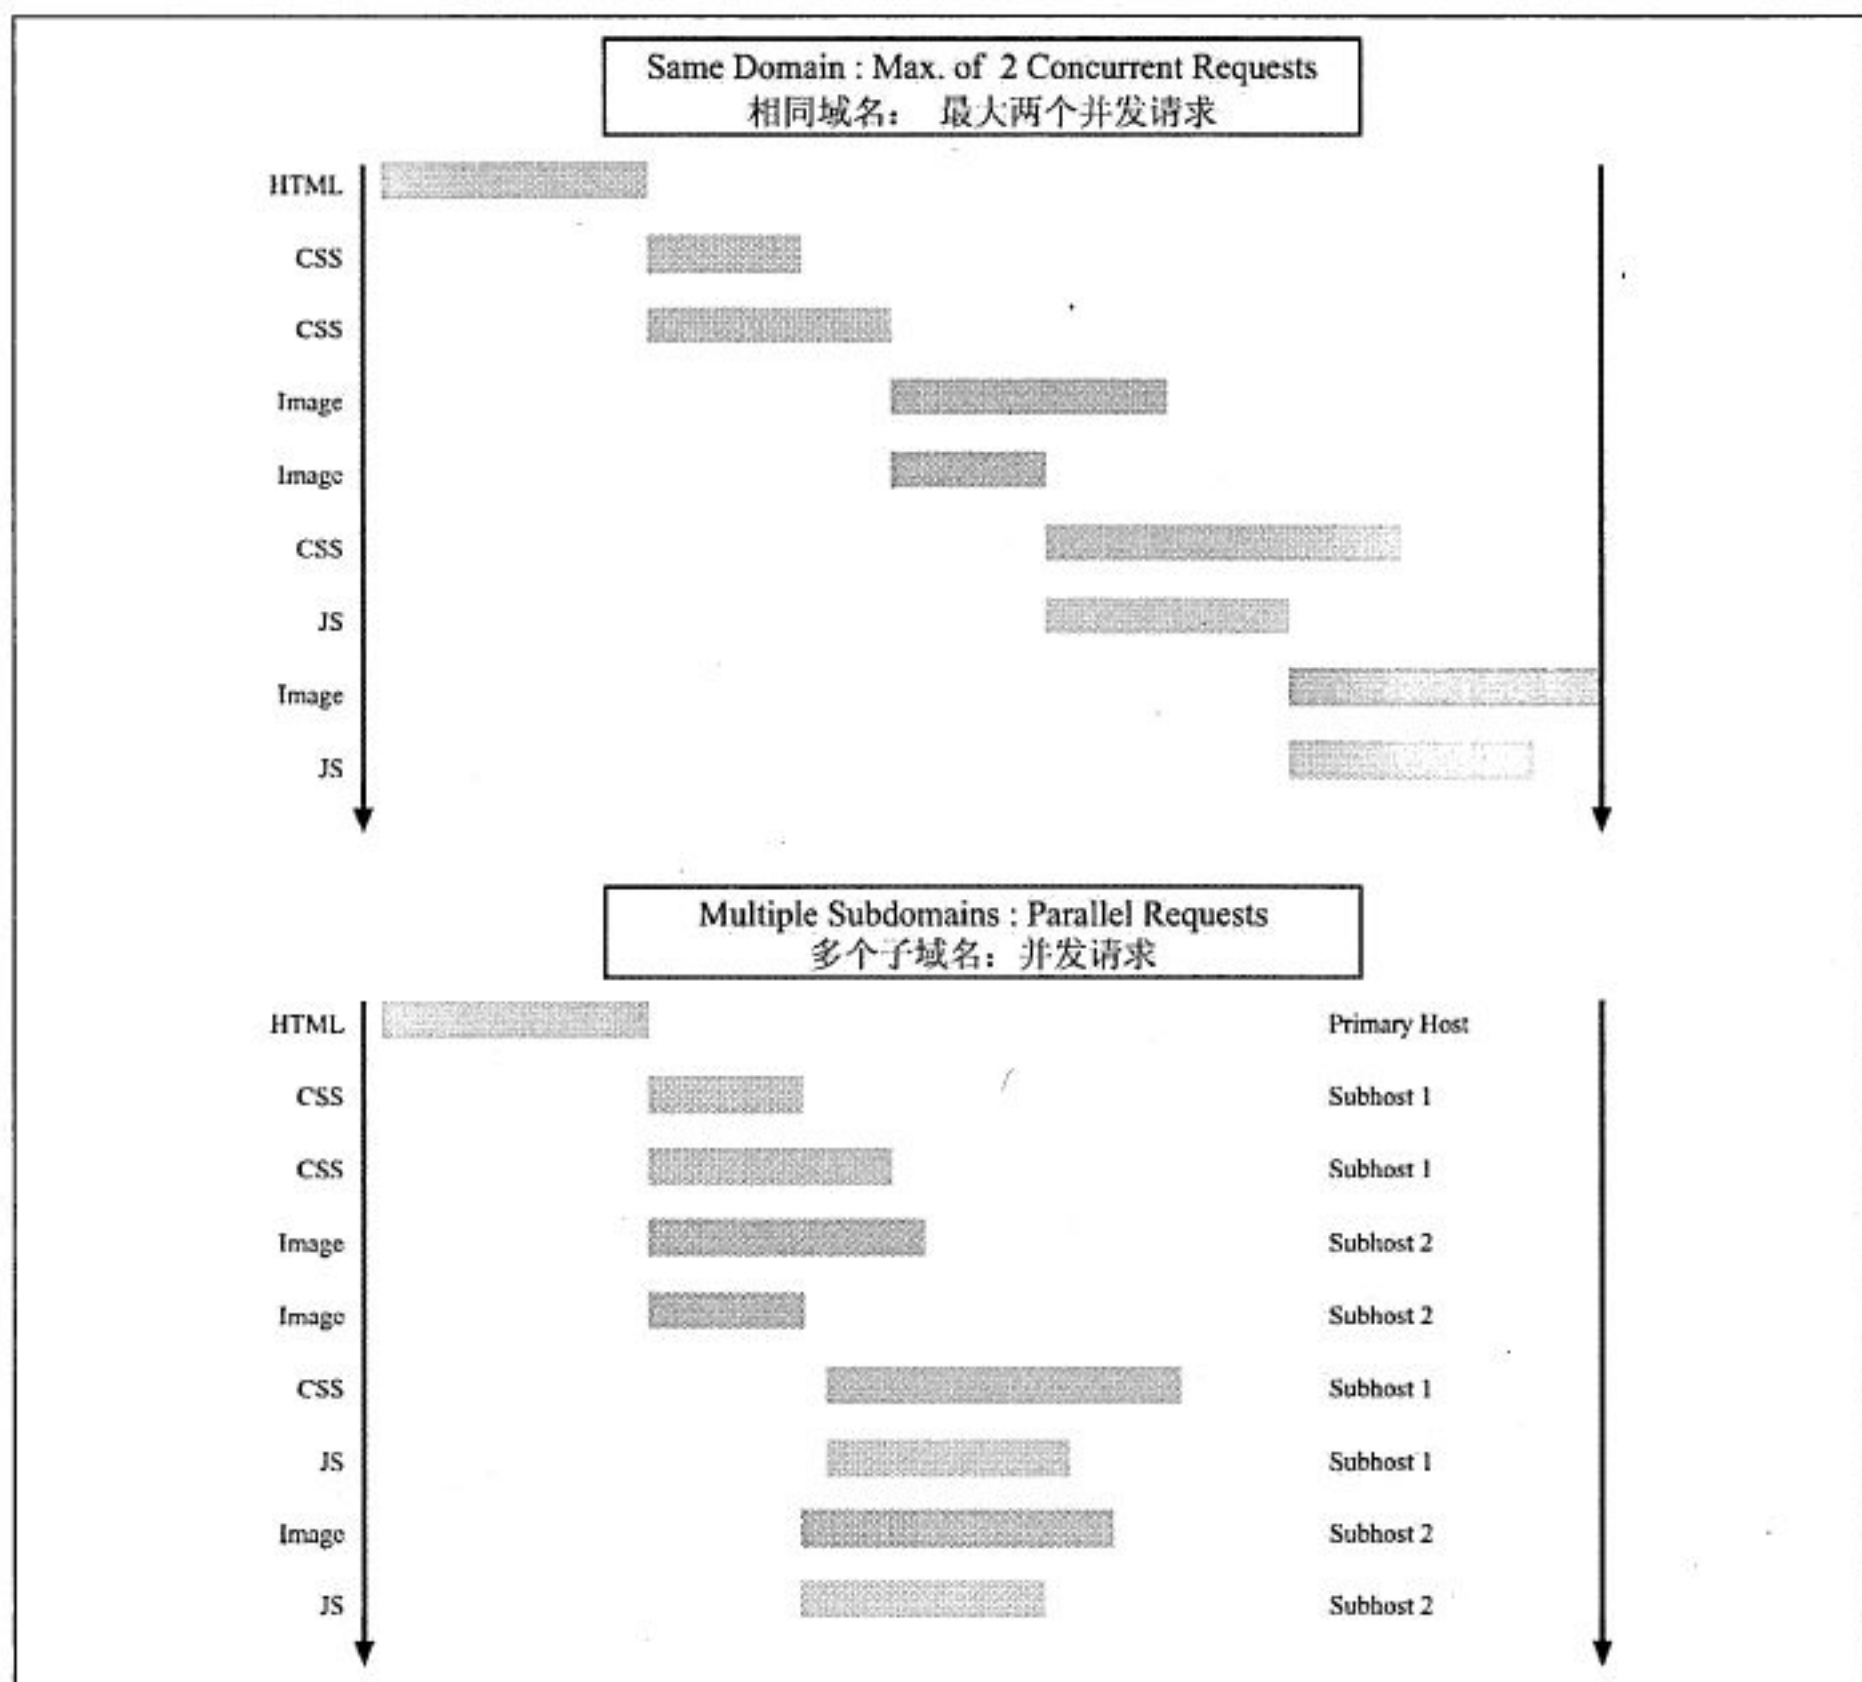 Same Domain : Max. of 2 Concurrent Requests
相同域名： 最大两个并发请求
HTML
CSS
CSS
Image
Image
CSS
JS
Image
JS
Multiple Subdomains : Parallel Requests
多个子域名：并发请求
HTML Primary Host
CSS Subhost 1
CSS Subhost 1
Image Subhost 2
Image Subhost 2
CSS Subhost 1
JS Subhost 1
Image Subhost 2
JS Subhost 2